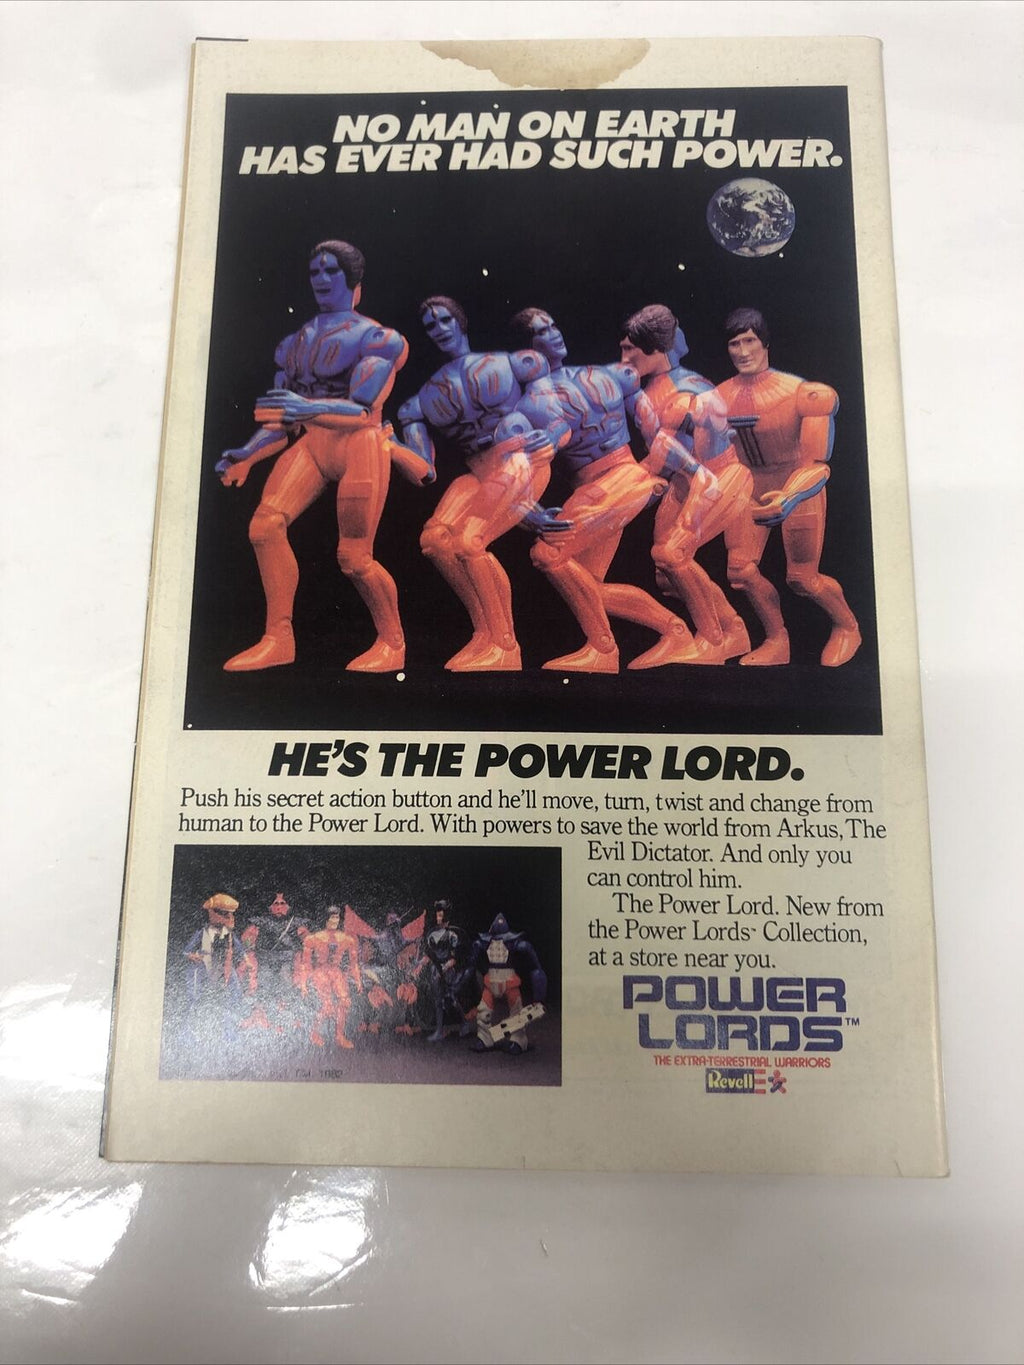 NO MAN ON EARTH
HAS EVER HAD SUCH POWER.
HE'S THE POWER LORD.
Push his secret action button and he'll move, turn, twist and change from
human to the Power Lord. With powers to save the world from Arkus, The
Evil Dictator. And only you
can control him.
The Power Lord. New from
the Power Lords™ Collection,
at a store near you.
POWER
LORDS™
THE EXTRA-TERRESTRIAL WARRIORS
Revell
1982